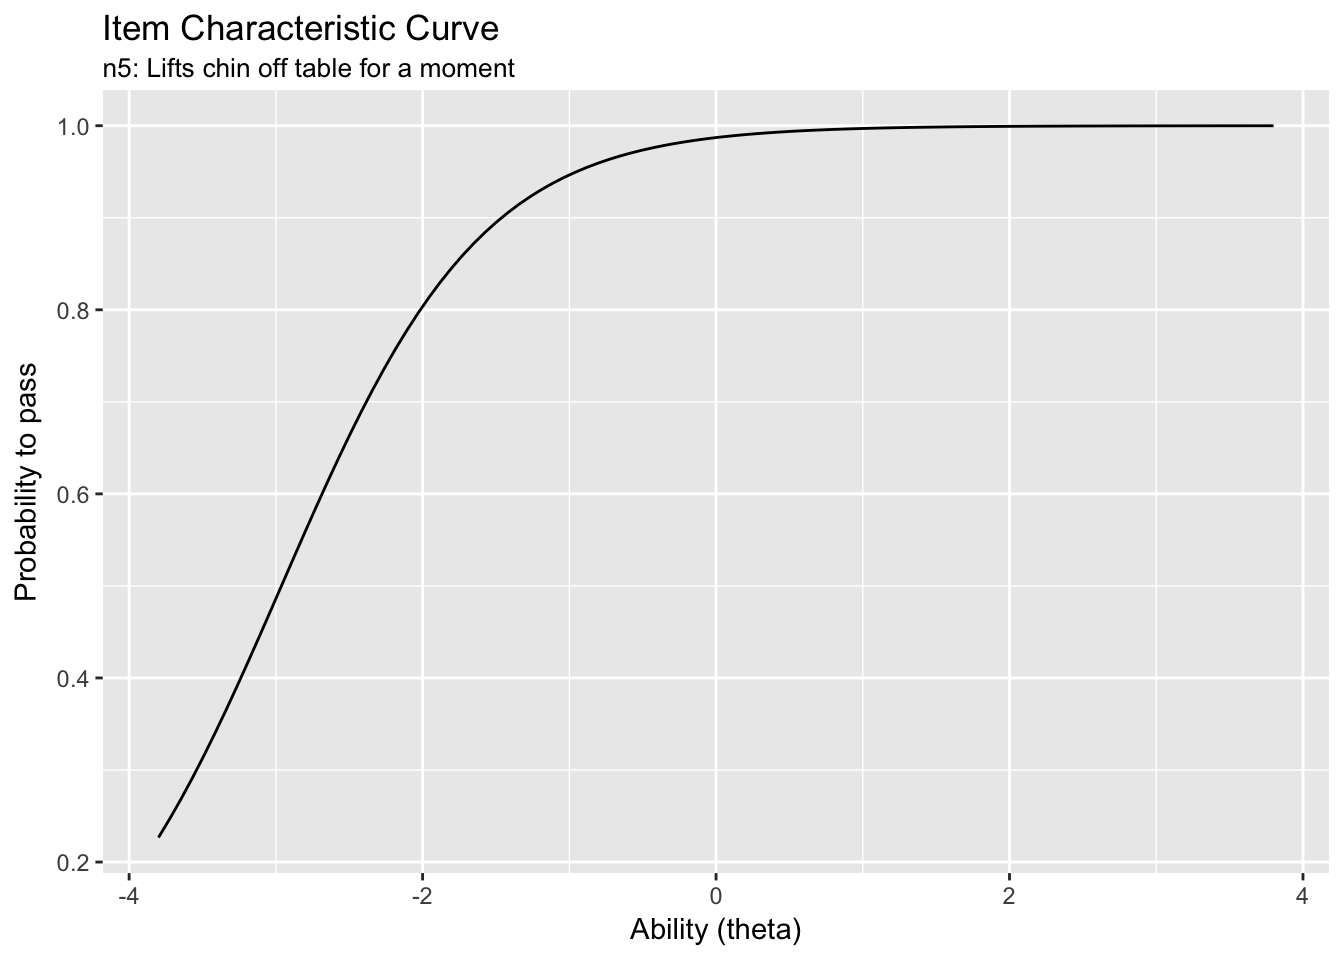 Item Characteristic Curve
n5: Lifts chin off table for a moment
1.0
0.8
0.6
0.4
0.2
Probability to pass
-4
-2
0
2
4
Ability (theta)